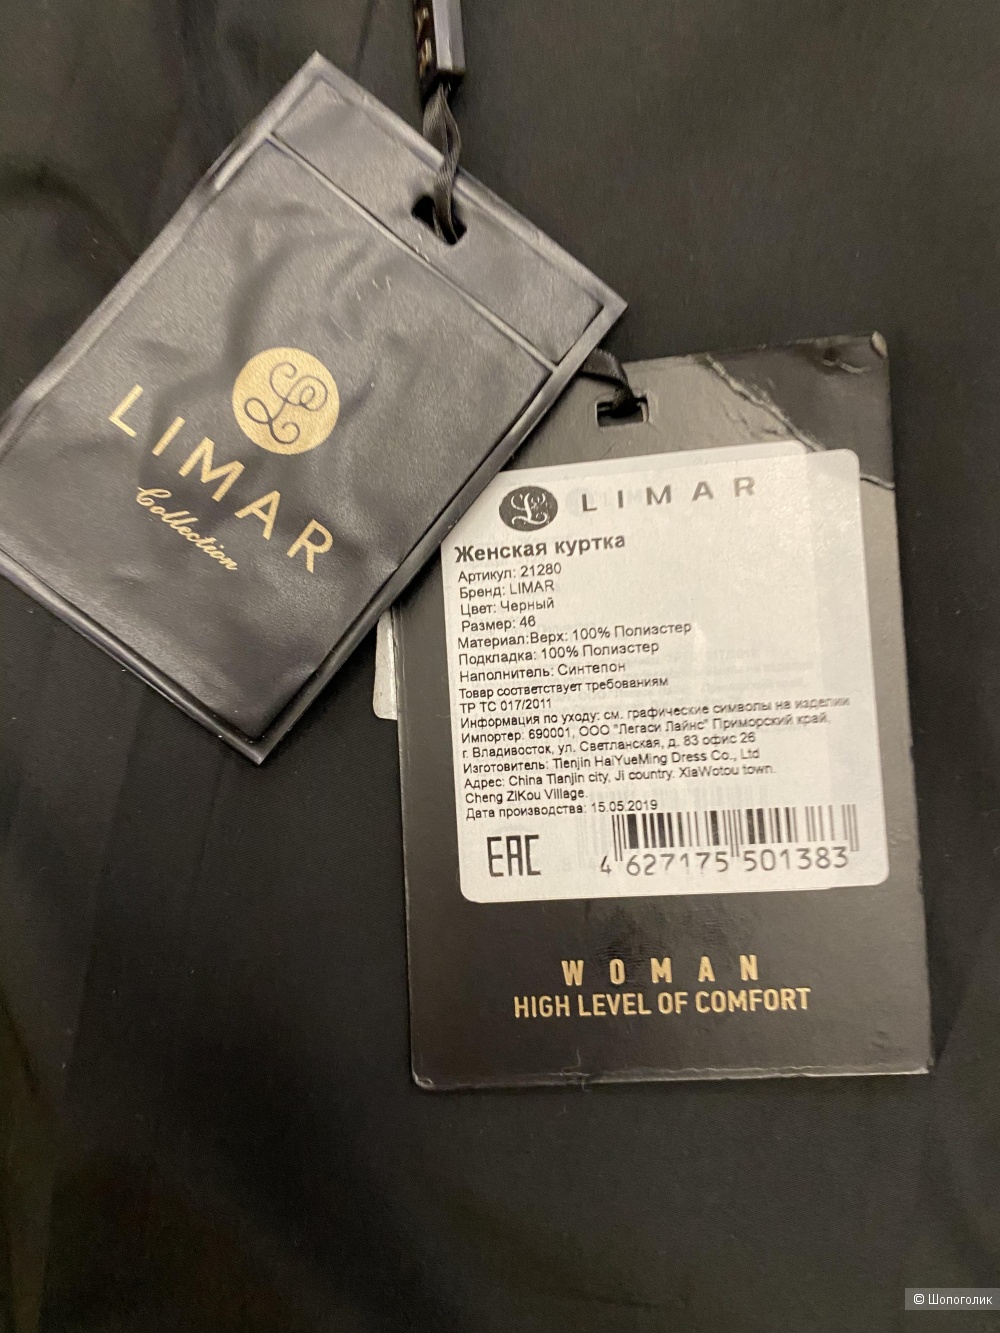 LIMAR
Collection
LIMAR
Женская куртка
Артикул: 21280
Бренд: LIMAR
Цвет: Черный
Размер: 46
Материал:Верх: 100% Полиэстер
Подкладка: 100% Полиэстер
Наполнитель: Синтепон
Товар соответствует требованиям
ТР ТС 017/2011
Информация по уходу: см. графические символы на изделии
Импортер: 690001, ООО "Легаси Лайнс" Приморский край,
г. Владивосток, ул. Светланская, д. 83 офис 26
Изготовитель: Tienjin HaiYueMing Dress Co., Ltd
Адрес: China Tianjin city, Ji country. XiaWotou town.
Cheng ZiKou Village.
Дата производства: 15.05.2019
EAC
4 627175 501383
WOMAN
HIGH LEVEL OF COMFORT
© Шопоголик